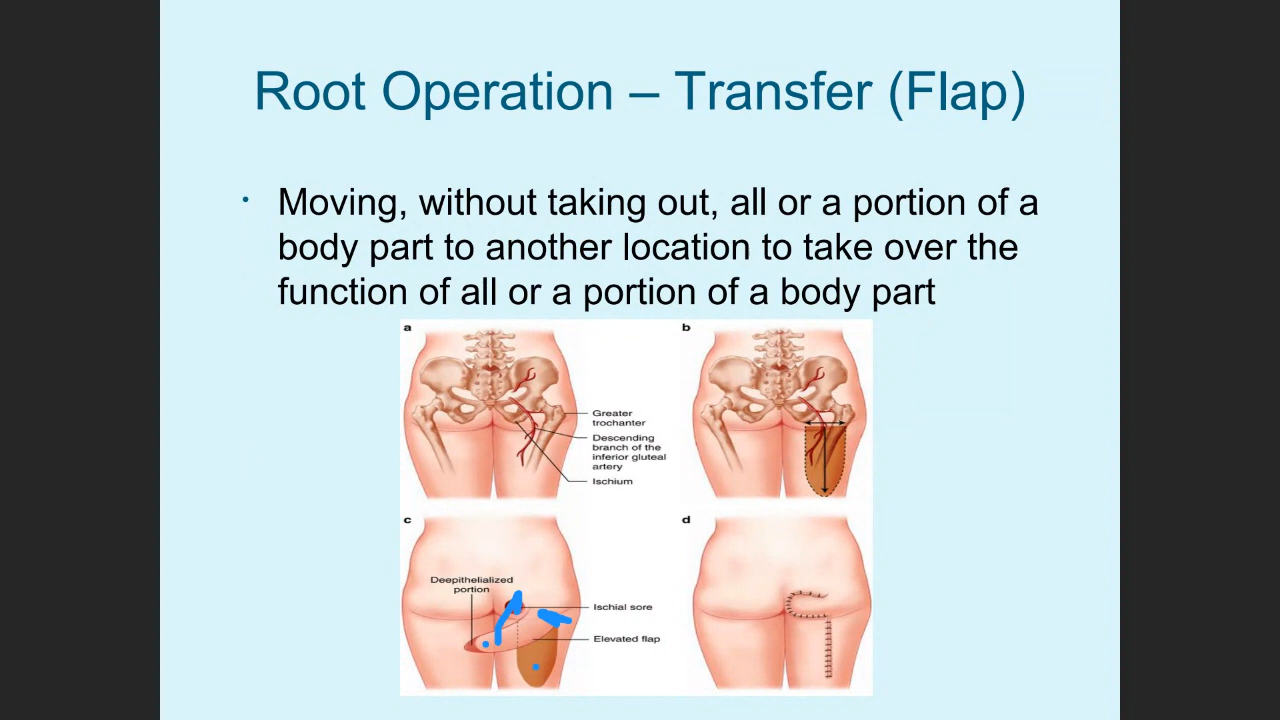 Root Operation – Transfer (Flap)
• Moving, without taking out, all or a portion of a
body part to another location to take over the
function of all or a portion of a body part
a
Greater
trochanter
Descending
branch of the
inferior gluteal
artery
Ischium
b
c
Deepithelialized
portion
Ischial sore
Elevated flap
d